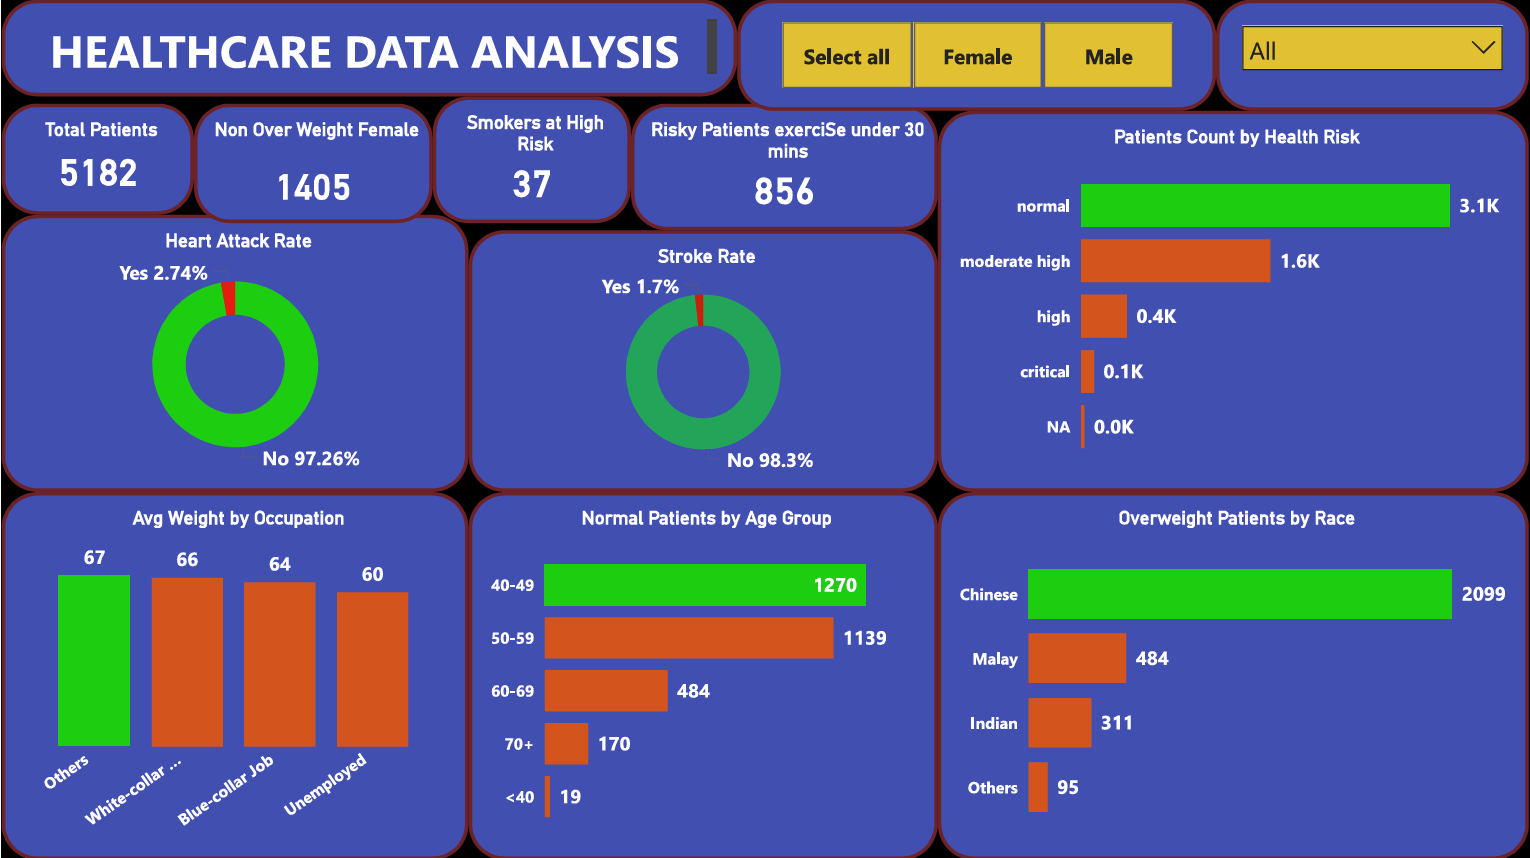 HEALTHCARE DATA ANALYSIS
Select all
Female
Male
All
Total Patients
5182
Non Over Weight Female
1405
Smokers at High
Risk
37
Risky Patients exerciSe under 30
mins
856
Patients Count by Health Risk
normal
3.1K
moderate high
1.6K
high
0.4K
critical
0.1K
NA
0.0K
Heart Attack Rate
Yes 2.74%
No 97.26%
Stroke Rate
Yes 1.7%
No 98.3%
Avg Weight by Occupation
67
66
64
60
Others
White-collar ...
Blue-collar Job
Unemployed
Normal Patients by Age Group
40-49
1270
50-59
1139
60-69
484
70+
170
<40
19
Overweight Patients by Race
Chinese
2099
Malay
484
Indian
311
Others
95